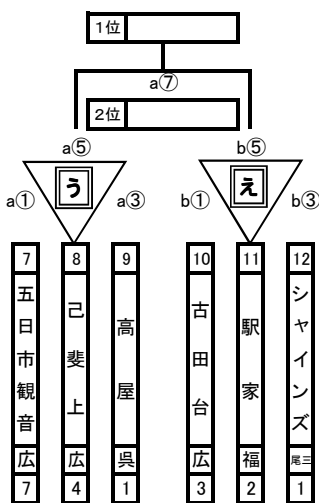 1位
a⑦
2位
a⑤ b⑤
う え
a① a③ b① b③
7 8 9 10 11 12
五日市観音 己斐上 高屋 古田台 駅家 シャインズ
広 広 呉 広 福 尾三
7 4 1 3 2 1